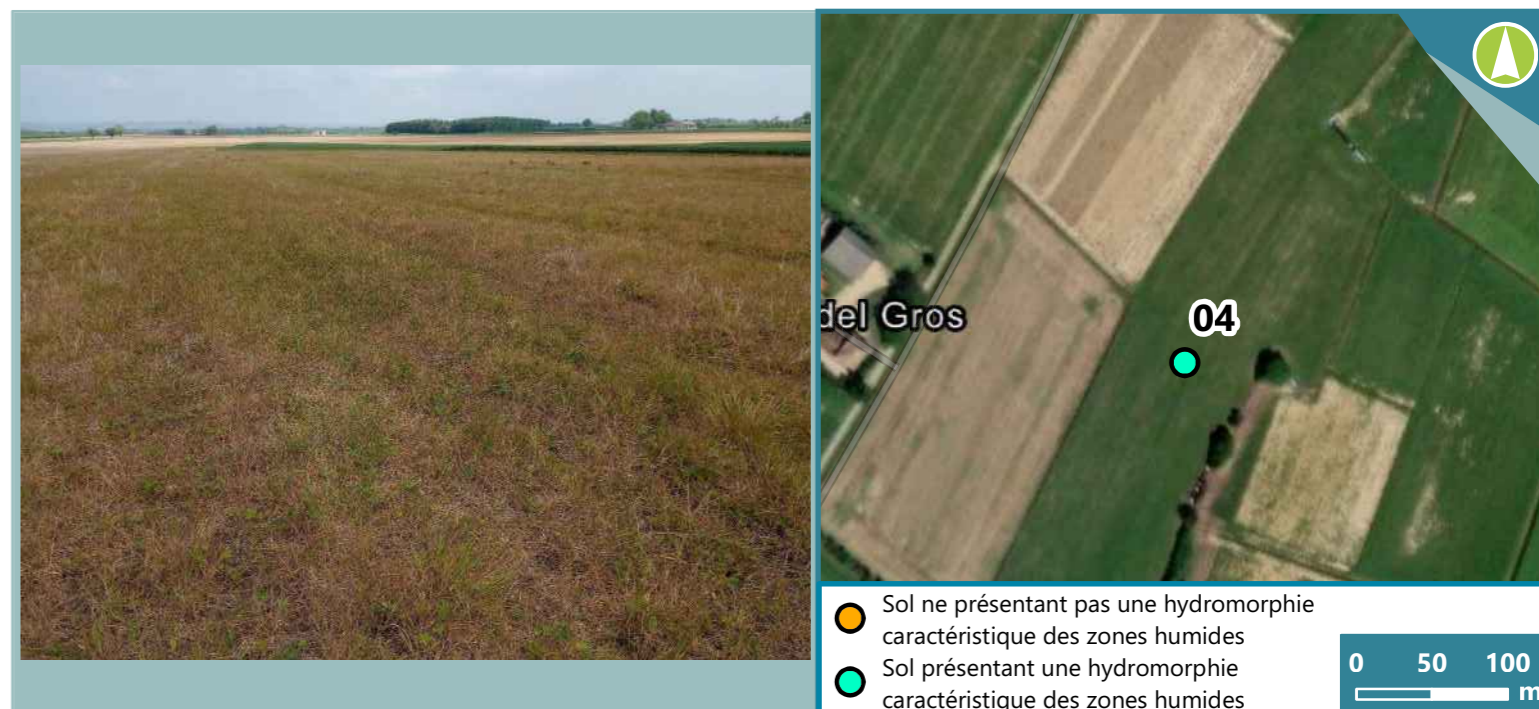 del Gros
04
Sol ne présentant pas une hydromorphie
caractéristique des zones humides
Sol présentant une hydromorphie
caractéristique des zones humides
0 50 100
m